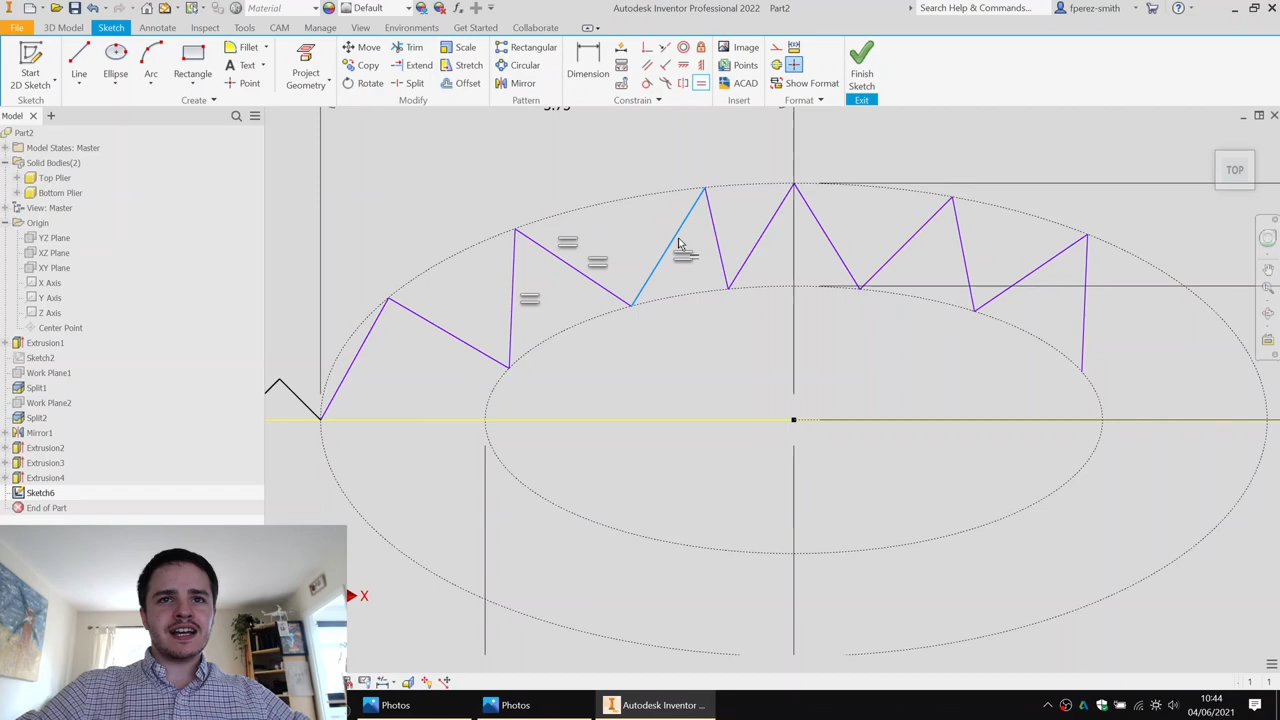 Material
Default
Autodesk Inventor Professional 2022
Part2
Search Help & Commands...
fperez-smith
File
3D Model
Sketch
Annotate
Inspect
Tools
CAM
Manage
View
Environments
Get Started
Collaborate
Start
2D Sketch
Line
Ellipse
Arc
Rectangle
Fillet
Text
Point
Project
Geometry
Move
Copy
Rotate
Trim
Extend
Split
Scale
Stretch
Offset
Rectangular
Circular
Mirror
Dimension
Image
Points
ACAD
Show Format
Finish
Sketch
Sketch
Create
Modify
Pattern
Constrain
Insert
Format
Exit
Model
Part2
Model States: Master
Solid Bodies(2)
Top Plier
Bottom Plier
View: Master
Origin
YZ Plane
XZ Plane
XY Plane
X Axis
Y Axis
Z Axis
Center Point
Extrusion1
Sketch2
Work Plane1
Split1
Work Plane2
Split2
Mirror1
Extrusion2
Extrusion3
Extrusion4
Sketch6
End of Part
TOP
X
1
1
Photos
Photos
Autodesk Inventor ...
10:44
04/06/2021